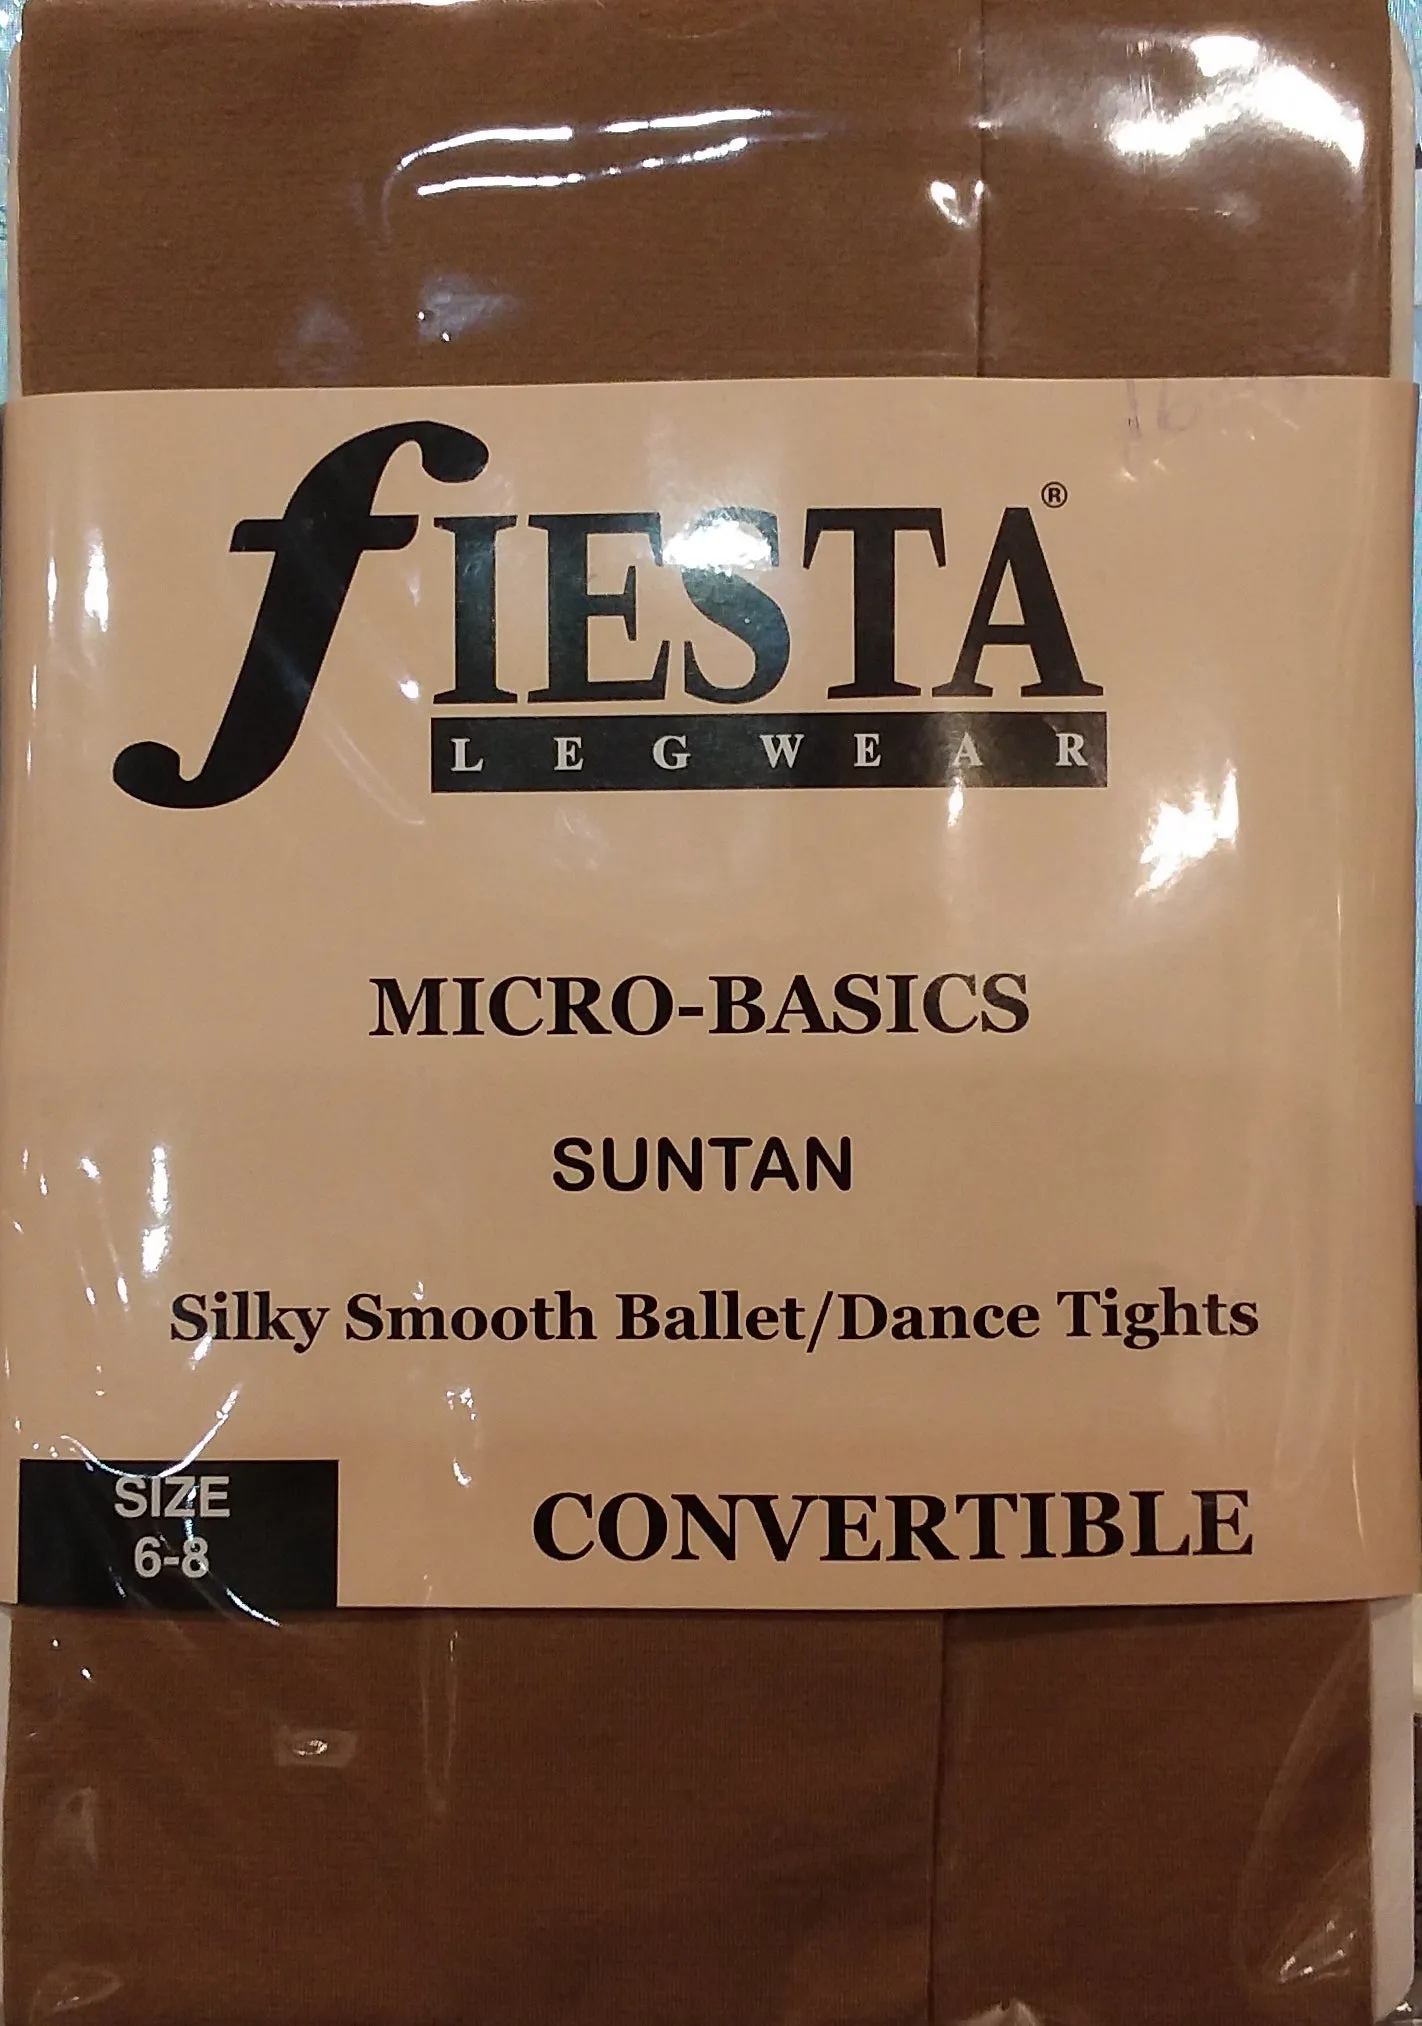 fIESTA®
LEGWEAR
MICRO-BASICS
SUNTAN
Silky Smooth Ballet/Dance Tights
SIZE
6-8
CONVERTIBLE